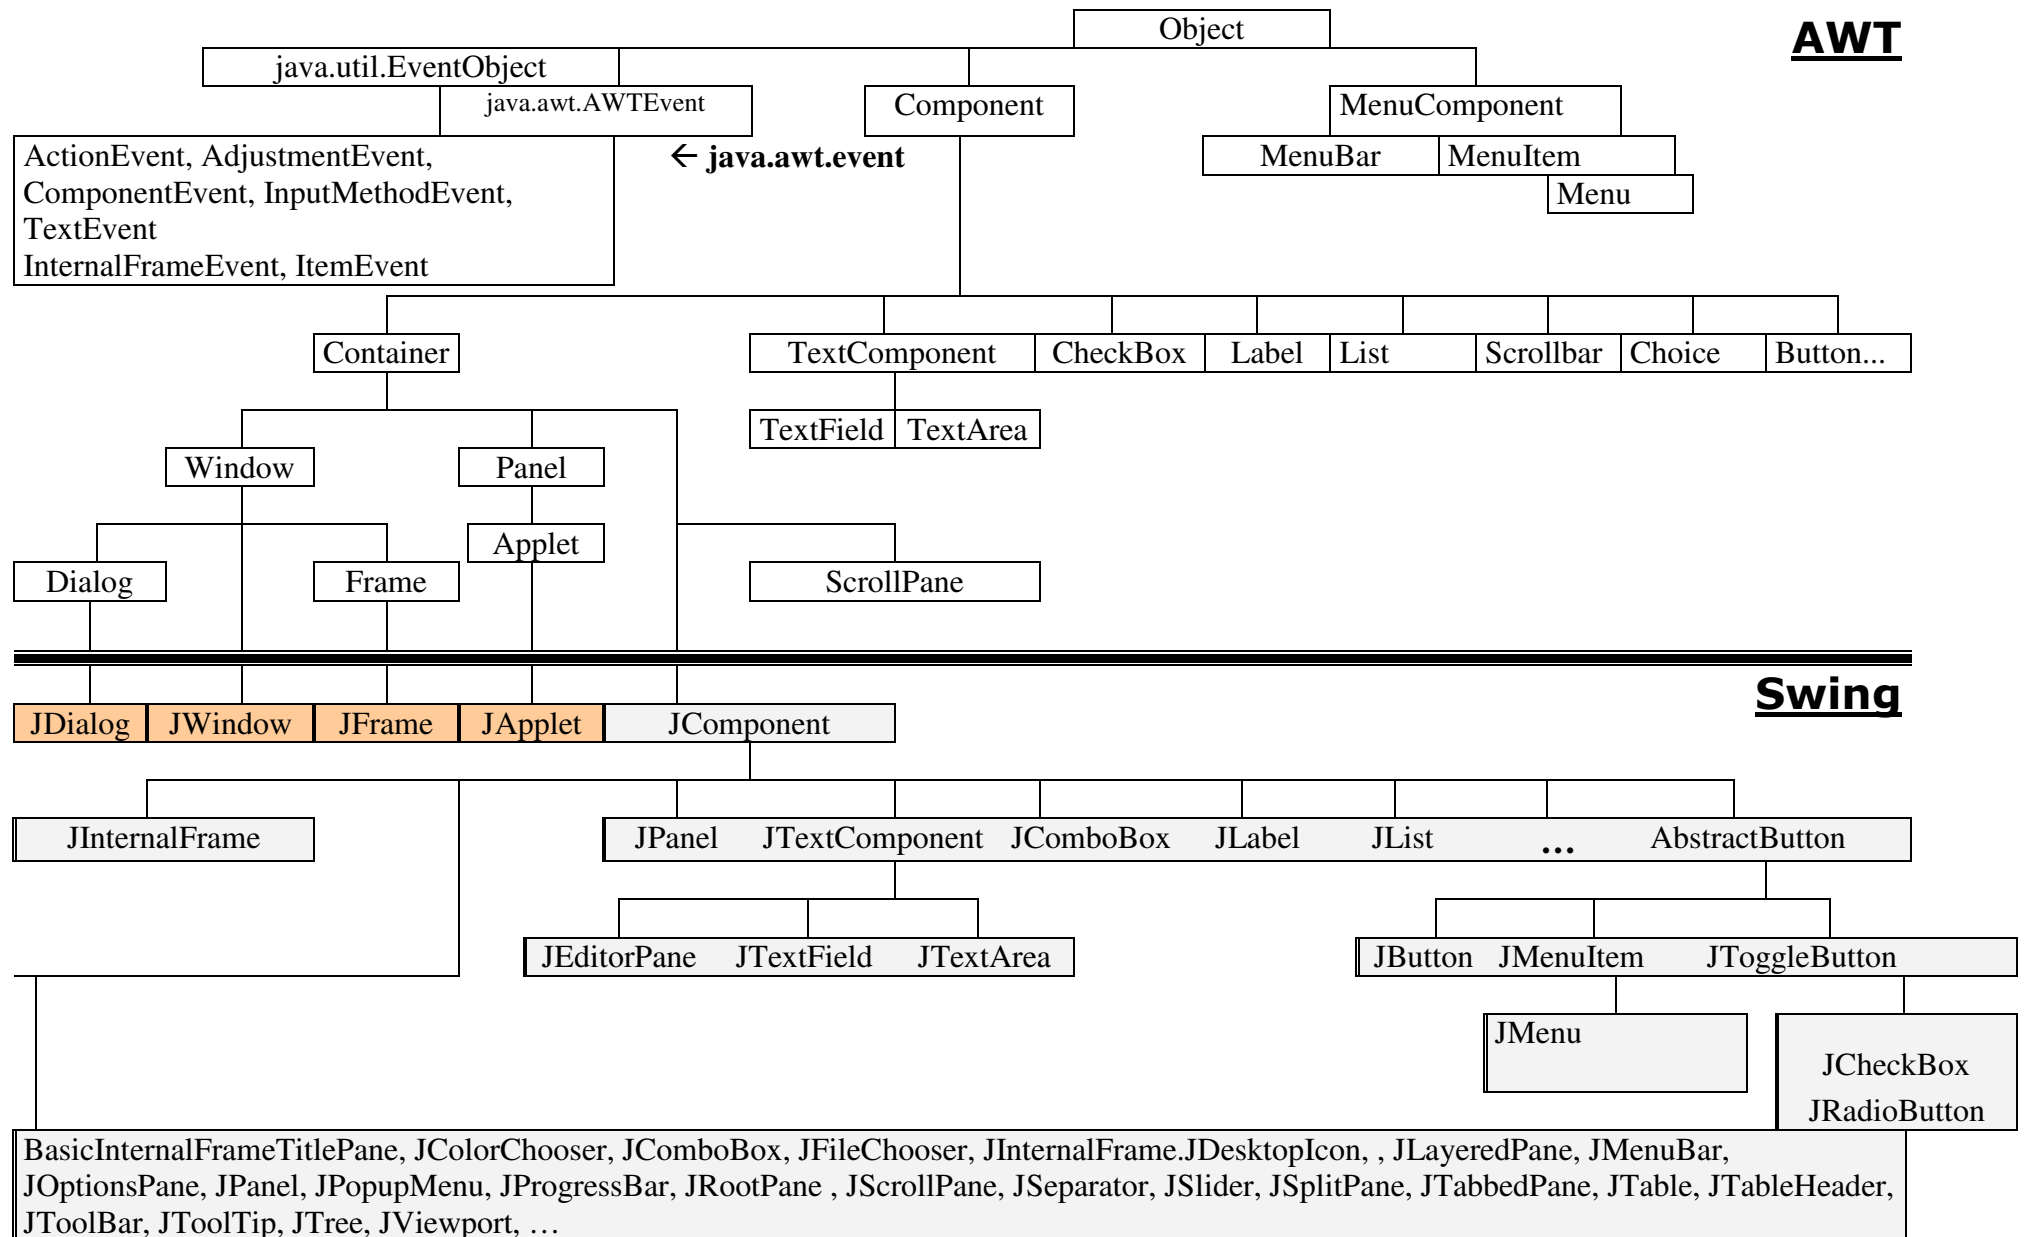 Object
AWT
java.util.EventObject
java.awt.AWTEvent
Component
MenuComponent
ActionEvent, AdjustmentEvent,
ComponentEvent, InputMethodEvent,
TextEvent
InternalFrameEvent, ItemEvent
← java.awt.event
MenuBar
MenuItem
Menu
Container
TextComponent
CheckBox
Label
List
Scrollbar
Choice
Button...
TextField
TextArea
Window
Panel
Applet
Dialog
Frame
ScrollPane
Swing
JDialog
JWindow
JFrame
JApplet
JComponent
JInternalFrame
JPanel
JTextComponent
JComboBox
JLabel
JList
...
AbstractButton
JEditorPane
JTextField
JTextArea
JButton
JMenuItem
JToggleButton
JMenu
JCheckBox
JRadioButton
BasicInternalFrameTitlePane, JColorChooser, JComboBox, JFileChooser, JInternalFrame.JDesktopIcon, , JLayeredPane, JMenuBar,
JOptionsPane, JPanel, JPopupMenu, JProgressBar, JRootPane , JScrollPane, JSeparator, JSlider, JSplitPane, JTabbedPane, JTable, JTableHeader,
JToolBar, JToolTip, JTree, JViewport, …